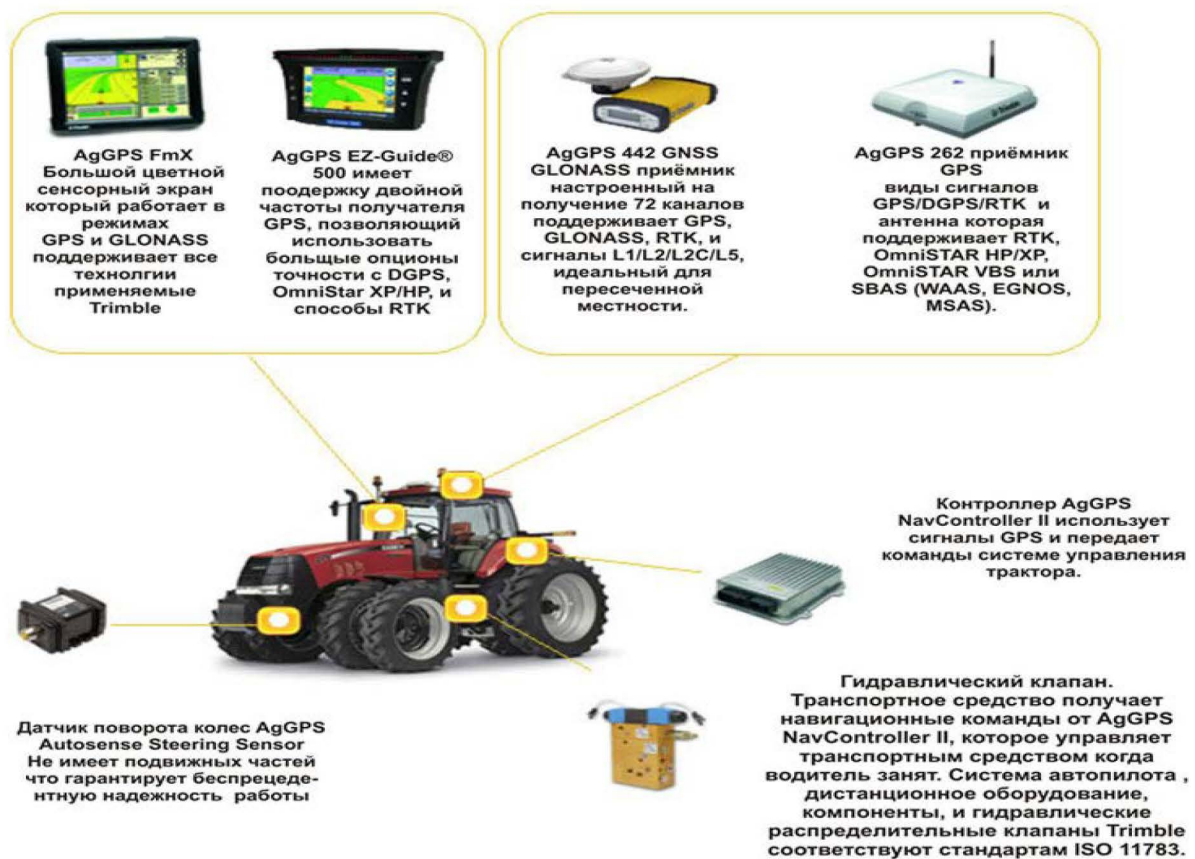 AgGPS FmX
Большой цветной
сенсорный экран
который работает в
режимах
GPS и GLONASS
поддерживает все
технолгии
применяемые
Trimble
AgGPS EZ-Guide®
500 имеет
поодержку двойной
частоты получателя
GPS, позволяющий
использовать
больщые опционы
точности с DGPS,
OmniStar XP/HP, и
способы RTK
AgGPS 442 GNSS
GLONASS приёмник
настроенный на
получение 72 каналов
поддерживает GPS,
GLONASS, RTK, и
сигналы L1/L2/L2C/L5,
идеальный для
пересеченной
местности.
AgGPS 262 приёмник
GPS
виды сигналов
GPS/DGPS/RTK и
антенна которая
поддерживает RTK,
OmniSTAR HP/XP,
OmniSTAR VBS или
SBAS (WAAS, EGNOS,
MSAS).
Контроллер AgGPS
NavController II использует
сигналы GPS и передает
команды системе управления
трактора.
Датчик поворота колес AgGPS
Autosense Steering Sensor
Не имеет подвижных частей
что гарантирует беспрецеде-
нтную надежность работы
Гидравлический клапан.
Транспортное средство получает
навигационные команды от AgGPS
NavController II, которое управляет
транспортным средством когда
водитель занят. Система автопилота ,
дистанционное оборудование,
компоненты, и гидравлические
распределительные клапаны Trimble
соответствуют стандартам ISO 11783.